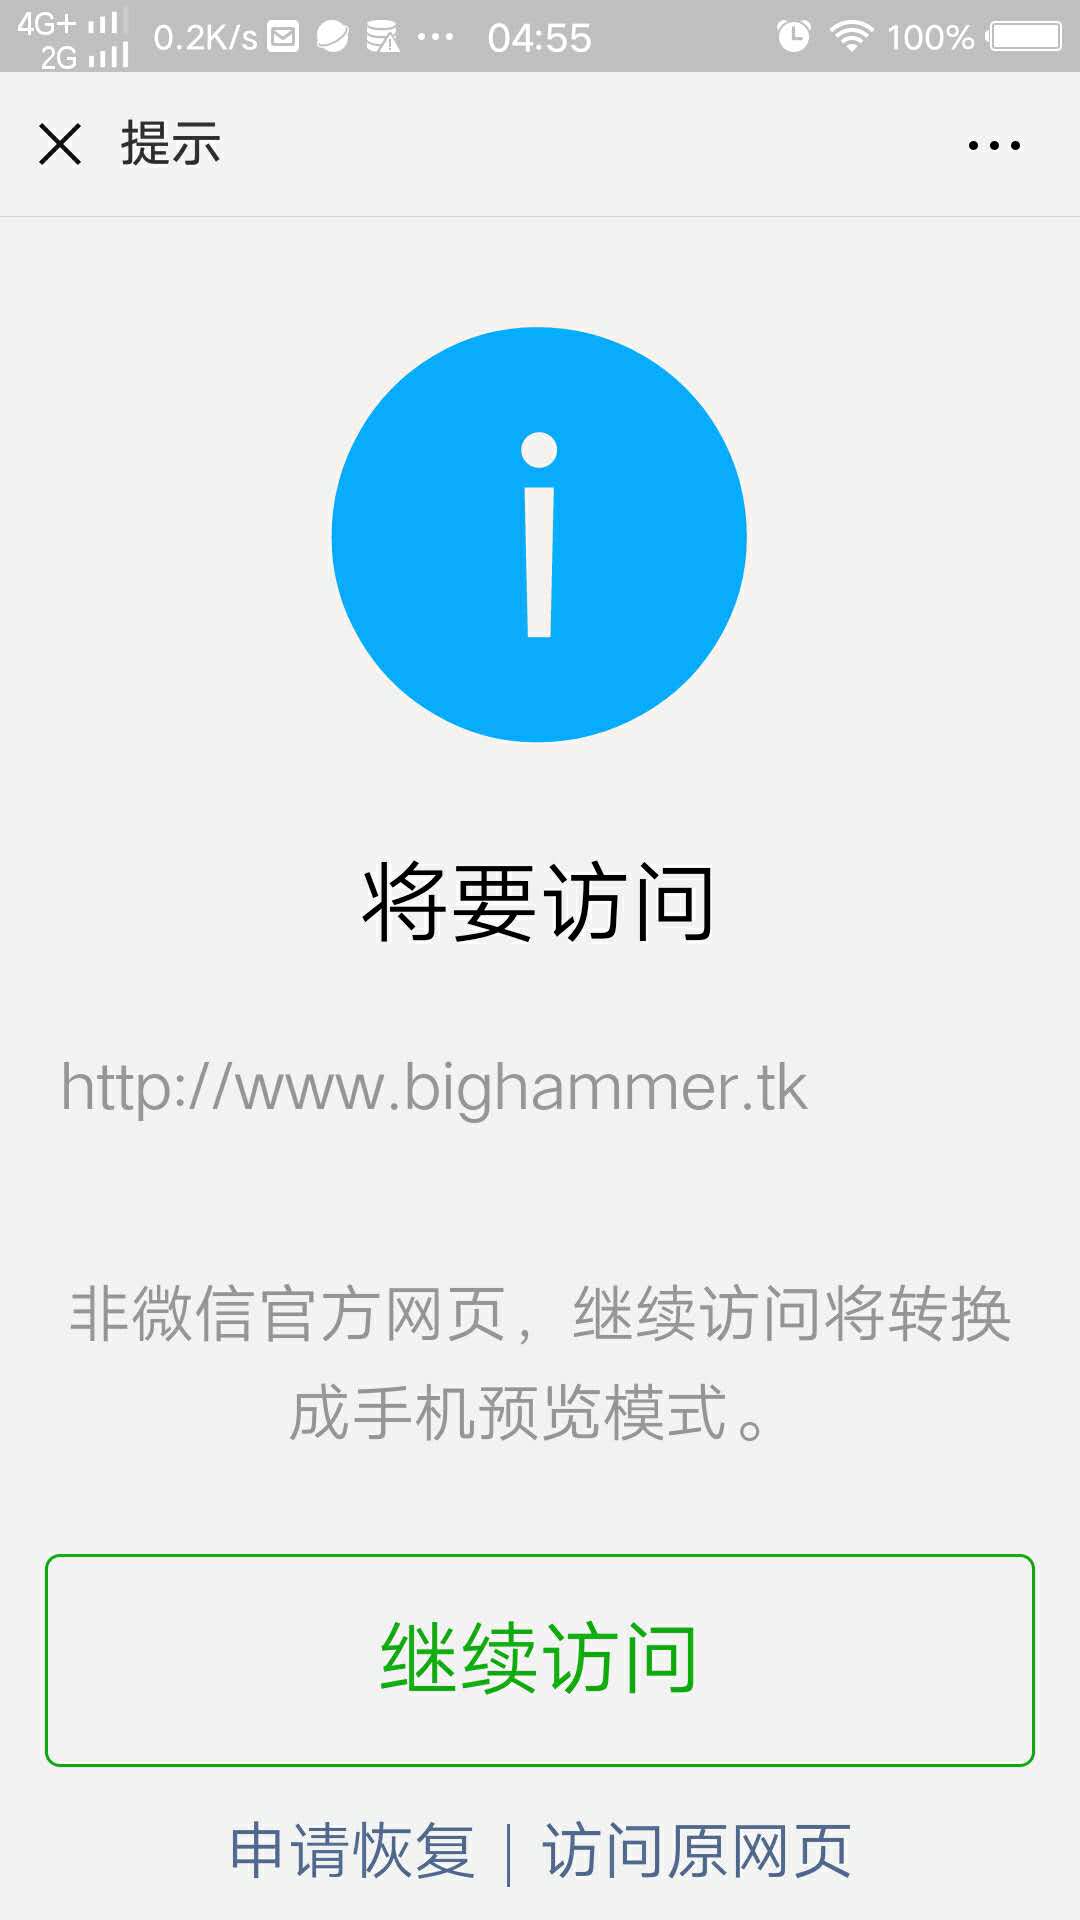 4G+ 0.2K/s 04:55 100%
2G
提示
将要访问
http://www.bighammer.tk
非微信官方网页，继续访问将转换
成手机预览模式。
继续访问
申请恢复 | 访问原网页